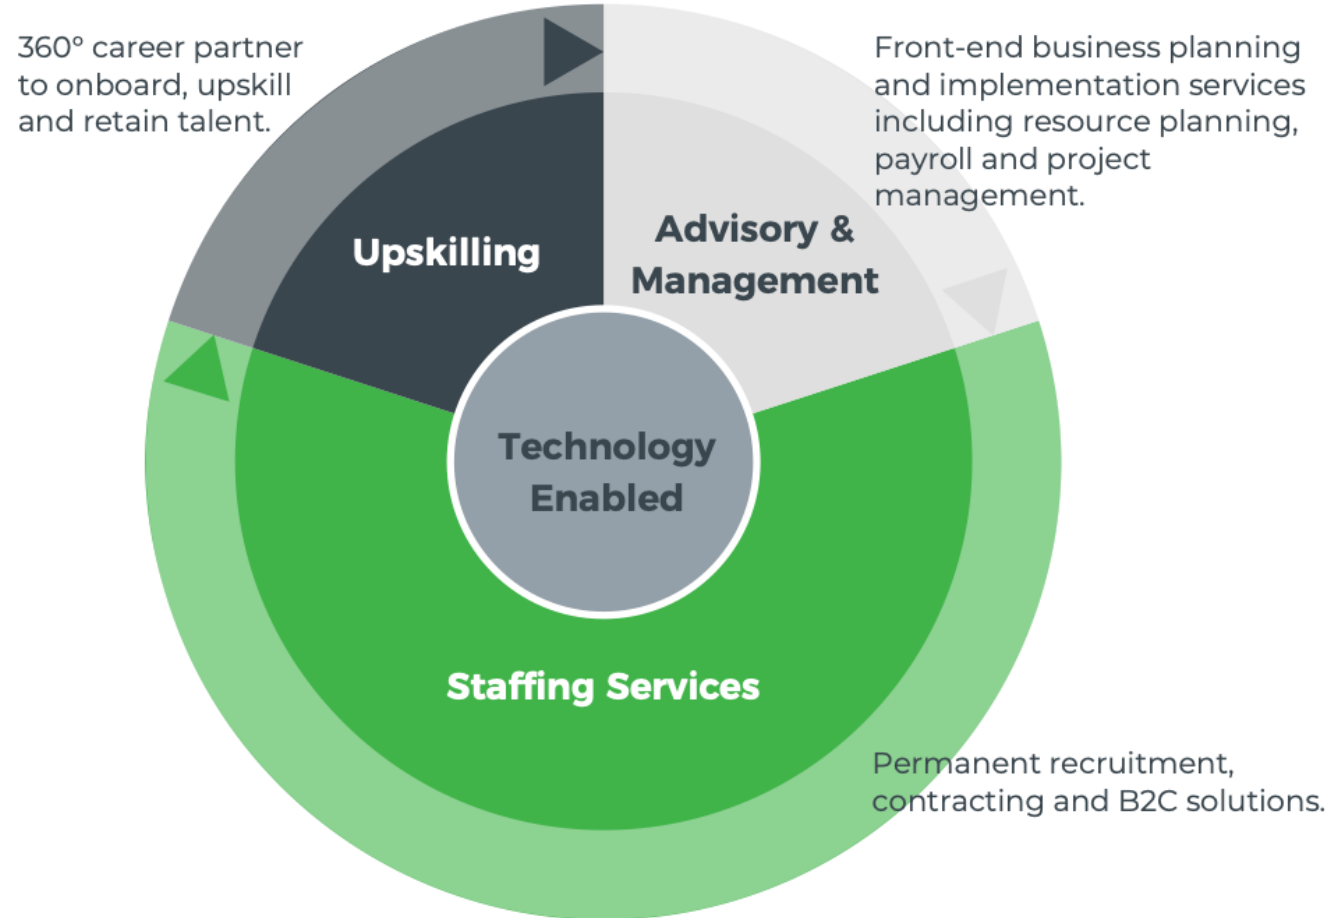 360º career partner
to onboard, upskill
and retain talent.
Front-end business planning
and implementation services
including resource planning,
payroll and project
management.
Upskilling
Advisory &
Management
Technology
Enabled
Staffing Services
Permanent recruitment,
contracting and B2C solutions.